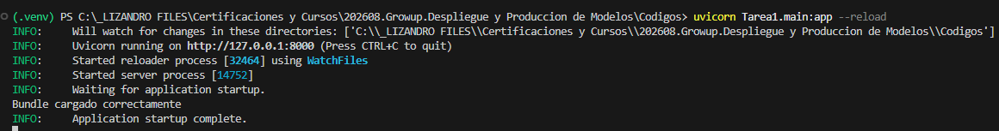 (.venv) PS C:\_LIZANDRO FILES\Certificaciones y Cursos\202608.Growup.Despliegue y Produccion de Modelos\Codigos> uvicorn Tarea1.main:app --reload
INFO:     Will watch for changes in these directories: ['C:\\_LIZANDRO FILES\\Certificaciones y Cursos\\202608.Growup.Despliegue y Produccion de Modelos\\Codigos']
INFO:     Uvicorn running on http://127.0.0.1:8000 (Press CTRL+C to quit)
INFO:     Started reloader process [32464] using WatchFiles
INFO:     Started server process [14752]
INFO:     Waiting for application startup.
Bundle cargado correctamente
INFO:     Application startup complete.